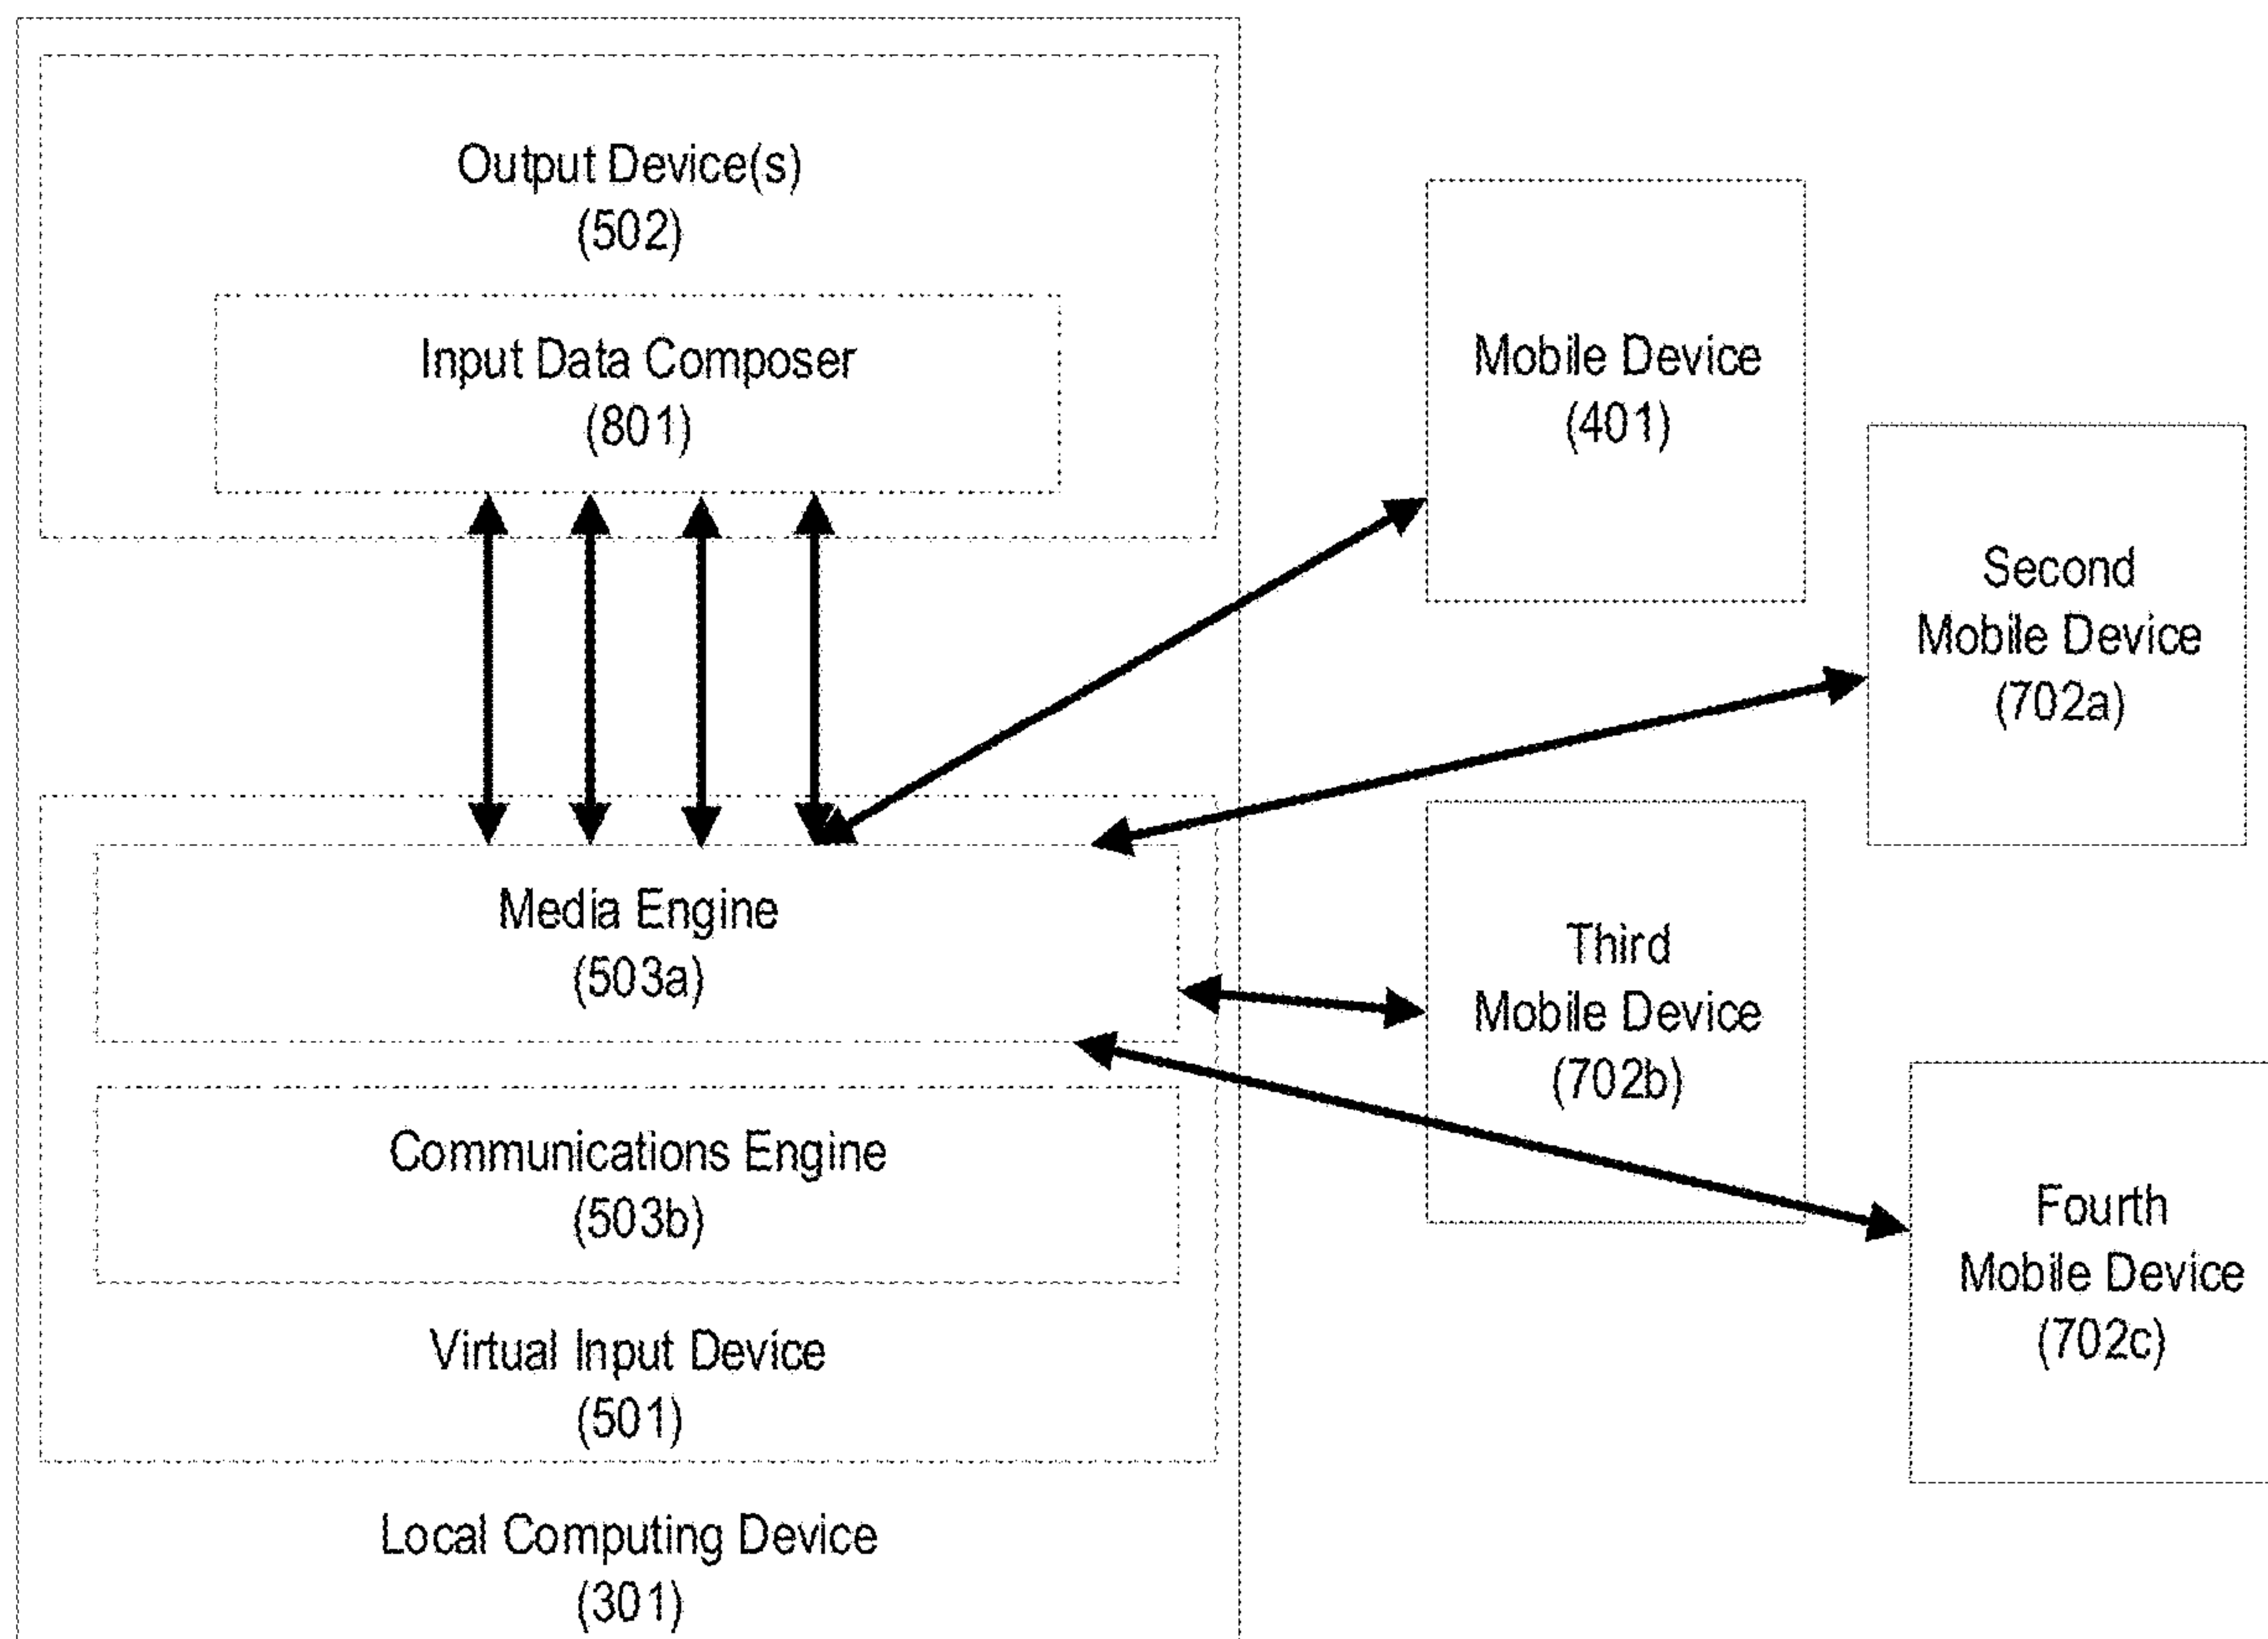 Output Device(s)
(502)
Input Data Composer
(801)
Mobile Device
(401)
Second
Mobile Device
(702a)
Media Engine
(503a)
Third
Mobile Device
(702b)
Communications Engine
(503b)
Fourth
Mobile Device
(702c)
Virtual Input Device
(501)
Local Computing Device
(301)